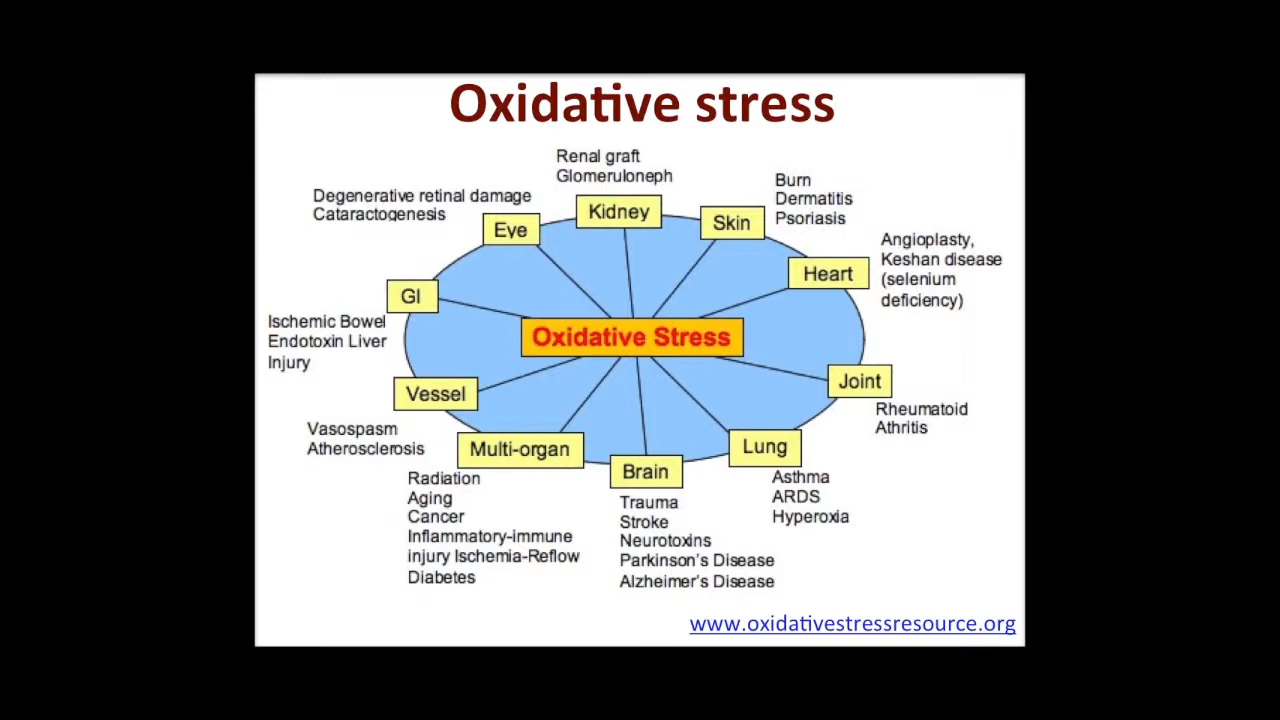 Oxidative stress
Renal graft
Glomeruloneph
Kidney
Burn
Dermatitis
Psoriasis
Skin
Degenerative retinal damage
Cataractogenesis
Eye
Angioplasty,
Keshan disease
(selenium
deficiency)
Heart
GI
Ischemic Bowel
Endotoxin Liver
Injury
Oxidative Stress
Joint
Rheumatoid
Athritis
Vessel
Vasospasm
Atherosclerosis
Multi-organ
Radiation
Aging
Cancer
Inflammatory-immune
injury Ischemia-Reflow
Diabetes
Brain
Trauma
Stroke
Neurotoxins
Parkinson's Disease
Alzheimer's Disease
Lung
Asthma
ARDS
Hyperoxia
www.oxidativestressresource.org